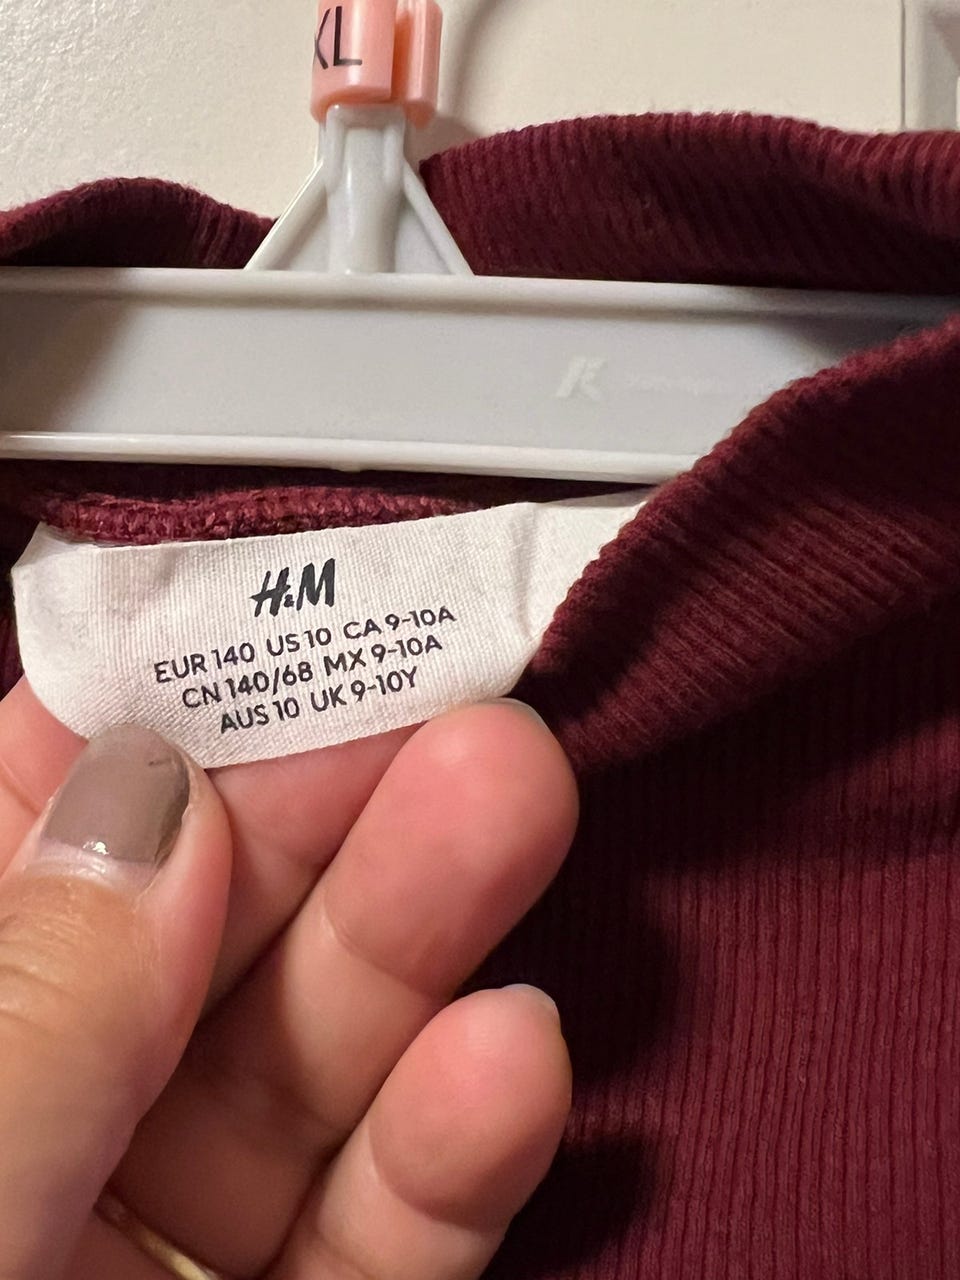 XL
K
H&M
EUR 140 US 10 CA 9-10A
CN 140/68 MX 9-10A
AUS 10 UK 9-10Y